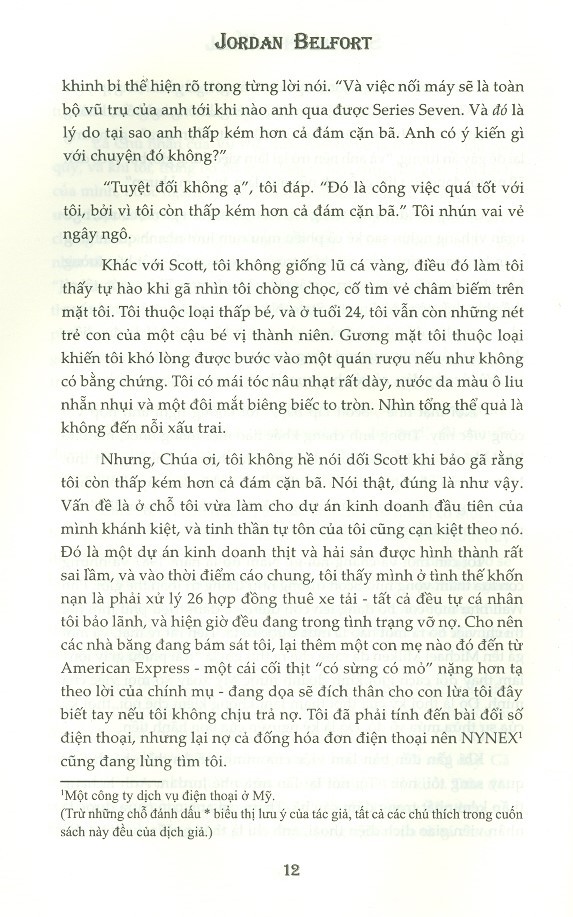 JORDAN BELFORT
khinh bỉ thể hiện rõ trong từng lời nói. “Và việc nối máy sẽ là toàn
bộ vũ trụ của anh tới khi nào anh qua được Series Seven. Và đó là
lý do tại sao anh thấp kém hơn cả đám cặn bã. Anh có ý kiến gì
với chuyện đó không?”
“Tuyệt đối không ạ”, tôi đáp. “Đó là công việc quá tốt với
tôi, bởi vì tôi còn thấp kém hơn cả đám cặn bã.” Tôi nhún vai vẻ
ngây ngô.
Khác với Scott, tôi không giống lũ cá vàng, điều đó làm tôi
thấy tự hào khi gã nhìn tôi chòng chọc, cố tìm vẻ châm biếm trên
mặt tôi. Tôi thuộc loại thấp bé, và ở tuổi 24, tôi vẫn còn những nét
trẻ con của một cậu bé vị thành niên. Gương mặt tôi thuộc loại
khiến tôi khó lòng được bước vào một quán rượu nếu như không
có bằng chứng. Tôi có mái tóc nâu nhạt rất dày, nước da màu ô liu
nhẵn nhụi và một đôi mắt biêng biếc to tròn. Nhìn tổng thể quả là
không đến nỗi xấu trai.
Nhưng, Chúa ơi, tôi không hề nói dối Scott khi bảo gã rằng
tôi còn thấp kém hơn cả đám cặn bã. Nói thật, đúng là như vậy.
Vấn đề là ở chỗ tôi vừa làm cho dự án kinh doanh đầu tiên của
mình khánh kiệt, và tinh thần tự tôn của tôi cũng cạn kiệt theo nó.
Đó là một dự án kinh doanh thịt và hải sản được hình thành rất
sai lầm, và vào thời điểm cáo chung, tôi thấy mình ở tình thế khốn
nạn là phải xử lý 26 hợp đồng thuê xe tải - tất cả đều tự cá nhân
tôi bảo lãnh, và hiện giờ đều đang trong tình trạng vỡ nợ. Cho nên
các nhà băng đang bám sát tôi, lại thêm một con mẹ nào đó đến từ
American Express - một cái cối thịt “có sừng có mỏ” nặng hơn tạ
theo lời của chính mụ - đang dọa sẽ đích thân cho con lừa tôi đây
biết tay nếu tôi không chịu trả nợ. Tôi đã phải tính đến bài đổi số
điện thoại, nhưng lại nợ cả đống hóa đơn điện thoại nên NYNEX¹
cũng đang lùng tìm tôi.
¹Một công ty dịch vụ điện thoại ở Mỹ.
(Trừ những chỗ đánh dấu * biểu thị lưu ý của tác giả, tất cả các chú thích trong cuốn
sách này đều của dịch giả.)
12